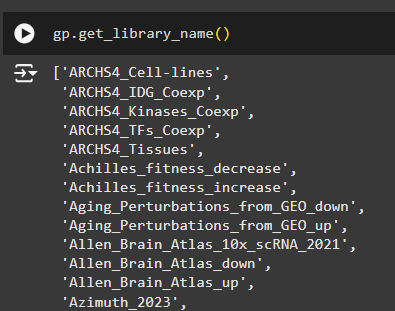 gp.get_library_name()
['ARCHS4_Cell-lines',
'ARCHS4_IDG_Coexp',
'ARCHS4_Kinases_Coexp',
'ARCHS4_TFs_Coexp',
'ARCHS4_Tissues',
'Achilles_fitness_decrease',
'Achilles_fitness_increase',
'Aging_Perturbations_from_GEO_down',
'Aging_Perturbations_from_GEO_up',
'Allen_Brain_Atlas_10x_scRNA_2021',
'Allen_Brain_Atlas_down',
'Allen_Brain_Atlas_up',
'Azimuth_2023',